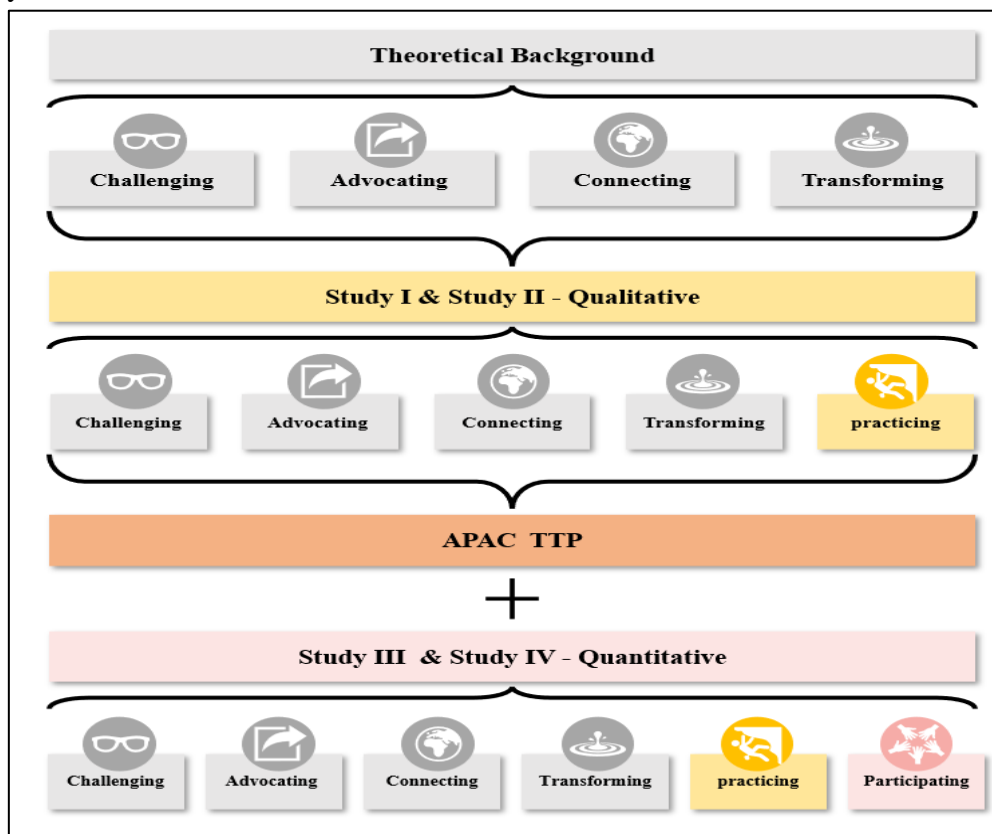 Theoretical Background
Challenging
Advocating
Connecting
Transforming
Study I & Study II - Qualitative
Challenging
Advocating
Connecting
Transforming
practicing
APAC TTP
+
Study III & Study IV - Quantitative
Challenging
Advocating
Connecting
Transforming
practicing
Participating